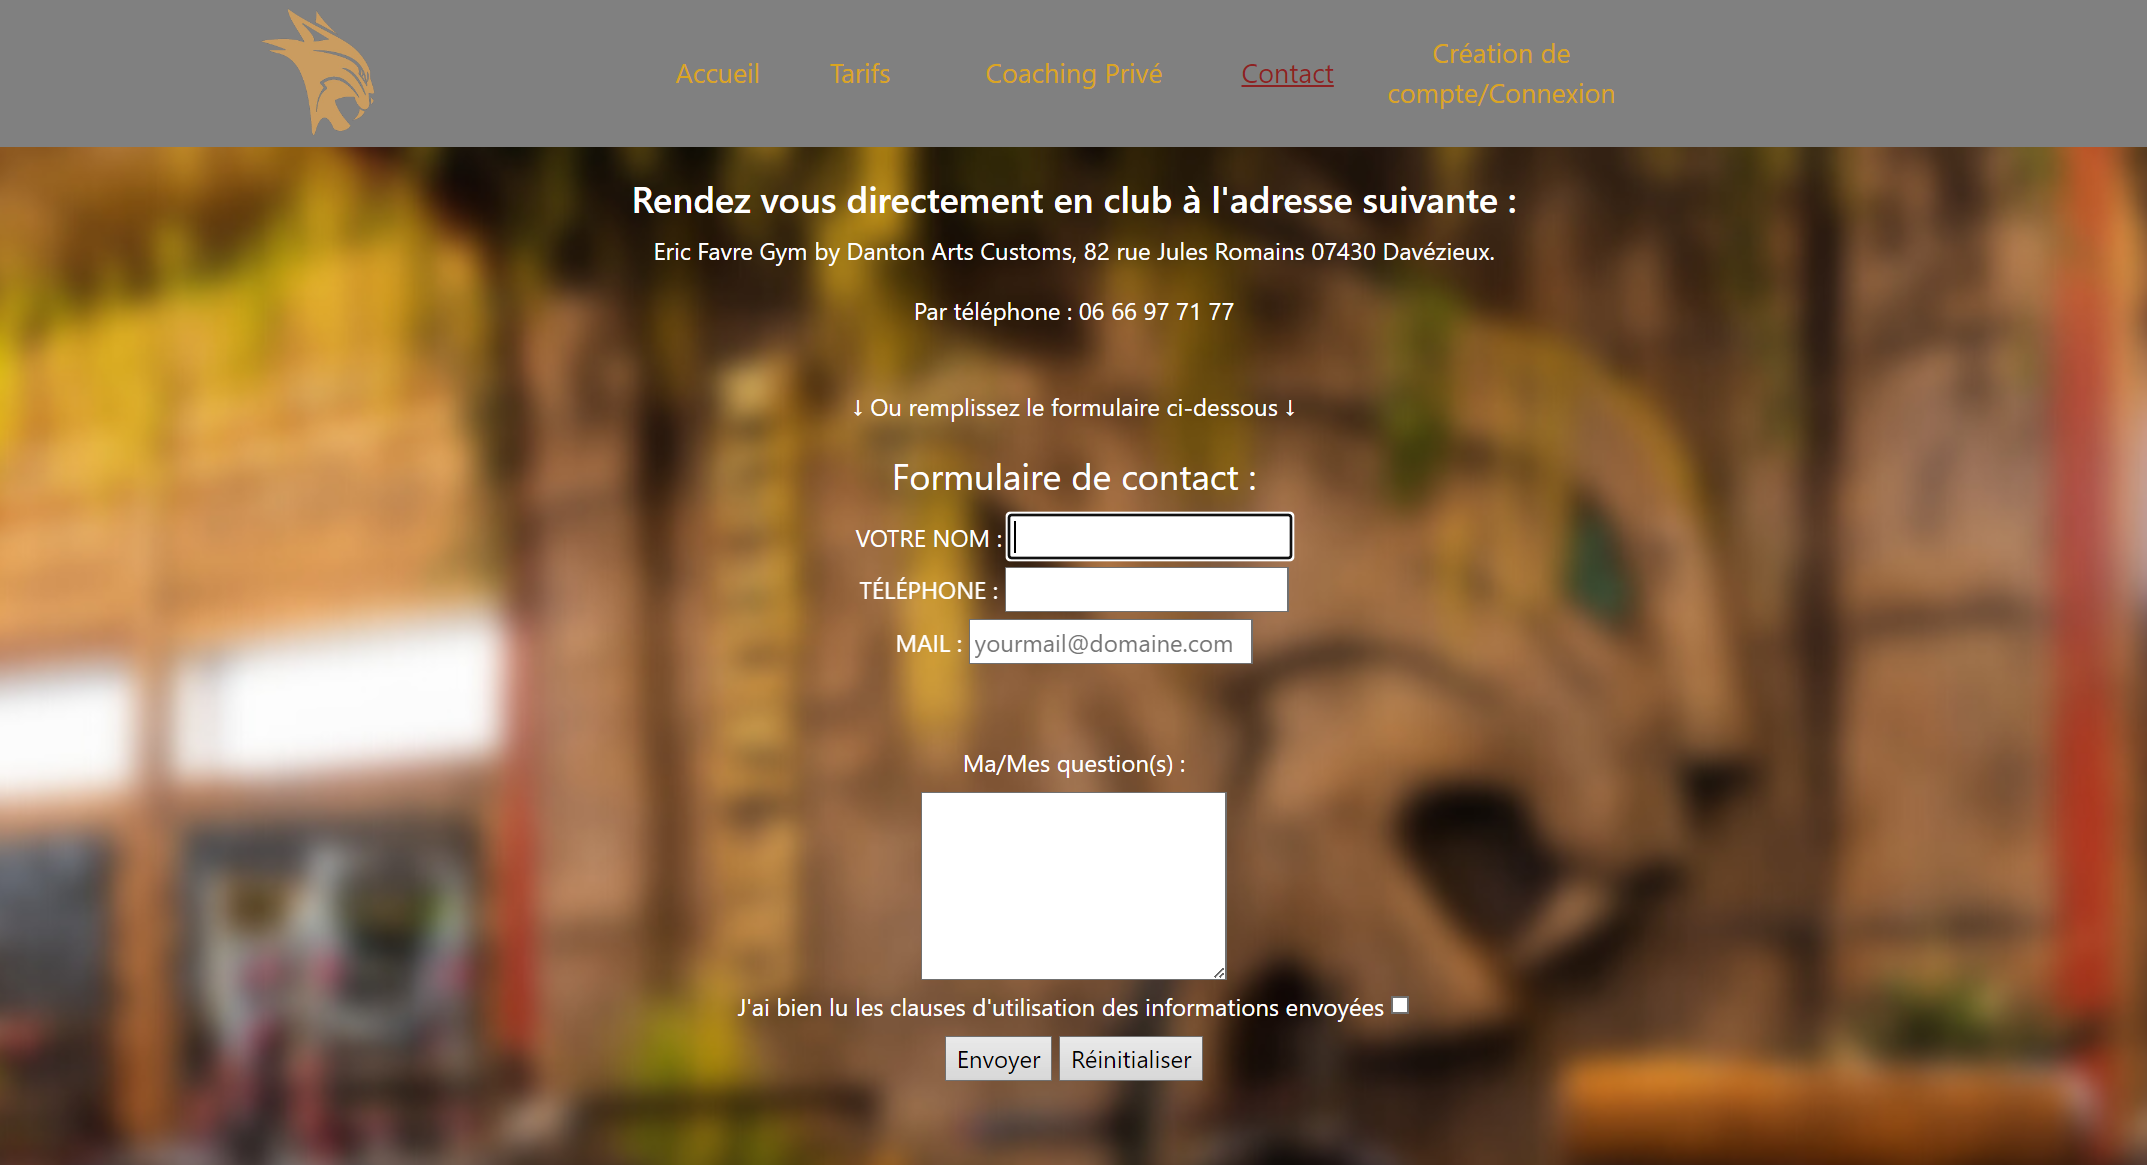 Accueil
Tarifs
Coaching Privé
Contact
Création de
compte/Connexion
Rendez vous directement en club à l'adresse suivante :
Eric Favre Gym by Danton Arts Customs, 82 rue Jules Romains 07430 Davézieux.
Par téléphone : 06 66 97 71 77
↓ Ou remplissez le formulaire ci-dessous ↓
Formulaire de contact :
VOTRE NOM :
TÉLÉPHONE :
MAIL : yourmail@domaine.com
Ma/Mes question(s) :
J'ai bien lu les clauses d'utilisation des informations envoyées
Envoyer Réinitialiser